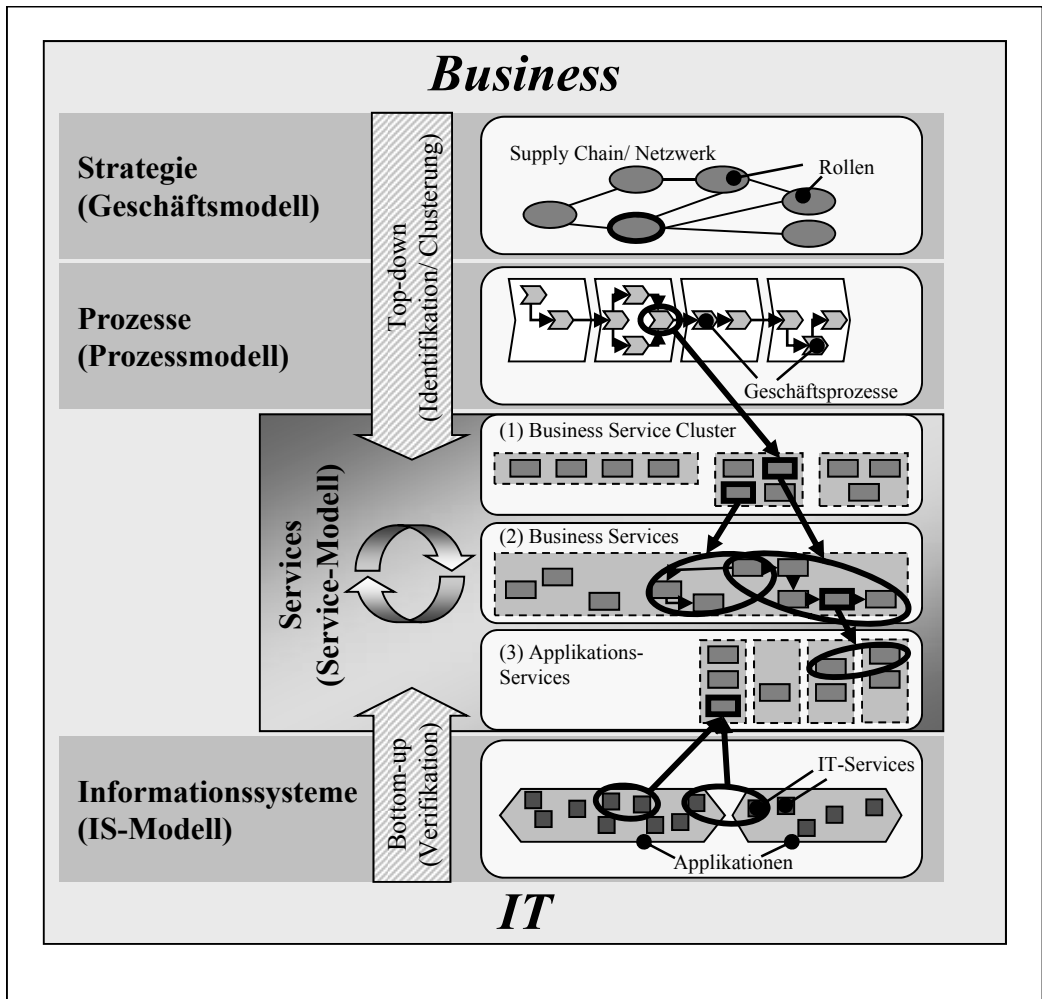 Business
Strategie
(Geschäftsmodell)
Supply Chain/ Netzwerk
Rollen
Top-down
(Identifikation/ Clusterung)
Prozesse
(Prozessmodell)
Geschäftsprozesse
Services
(Service-Modell)
(1) Business Service Cluster
(2) Business Services
(3) Applikations-
Services
Bottom-up
(Verifikation)
Informationssysteme
(IS-Modell)
IT-Services
Applikationen
IT